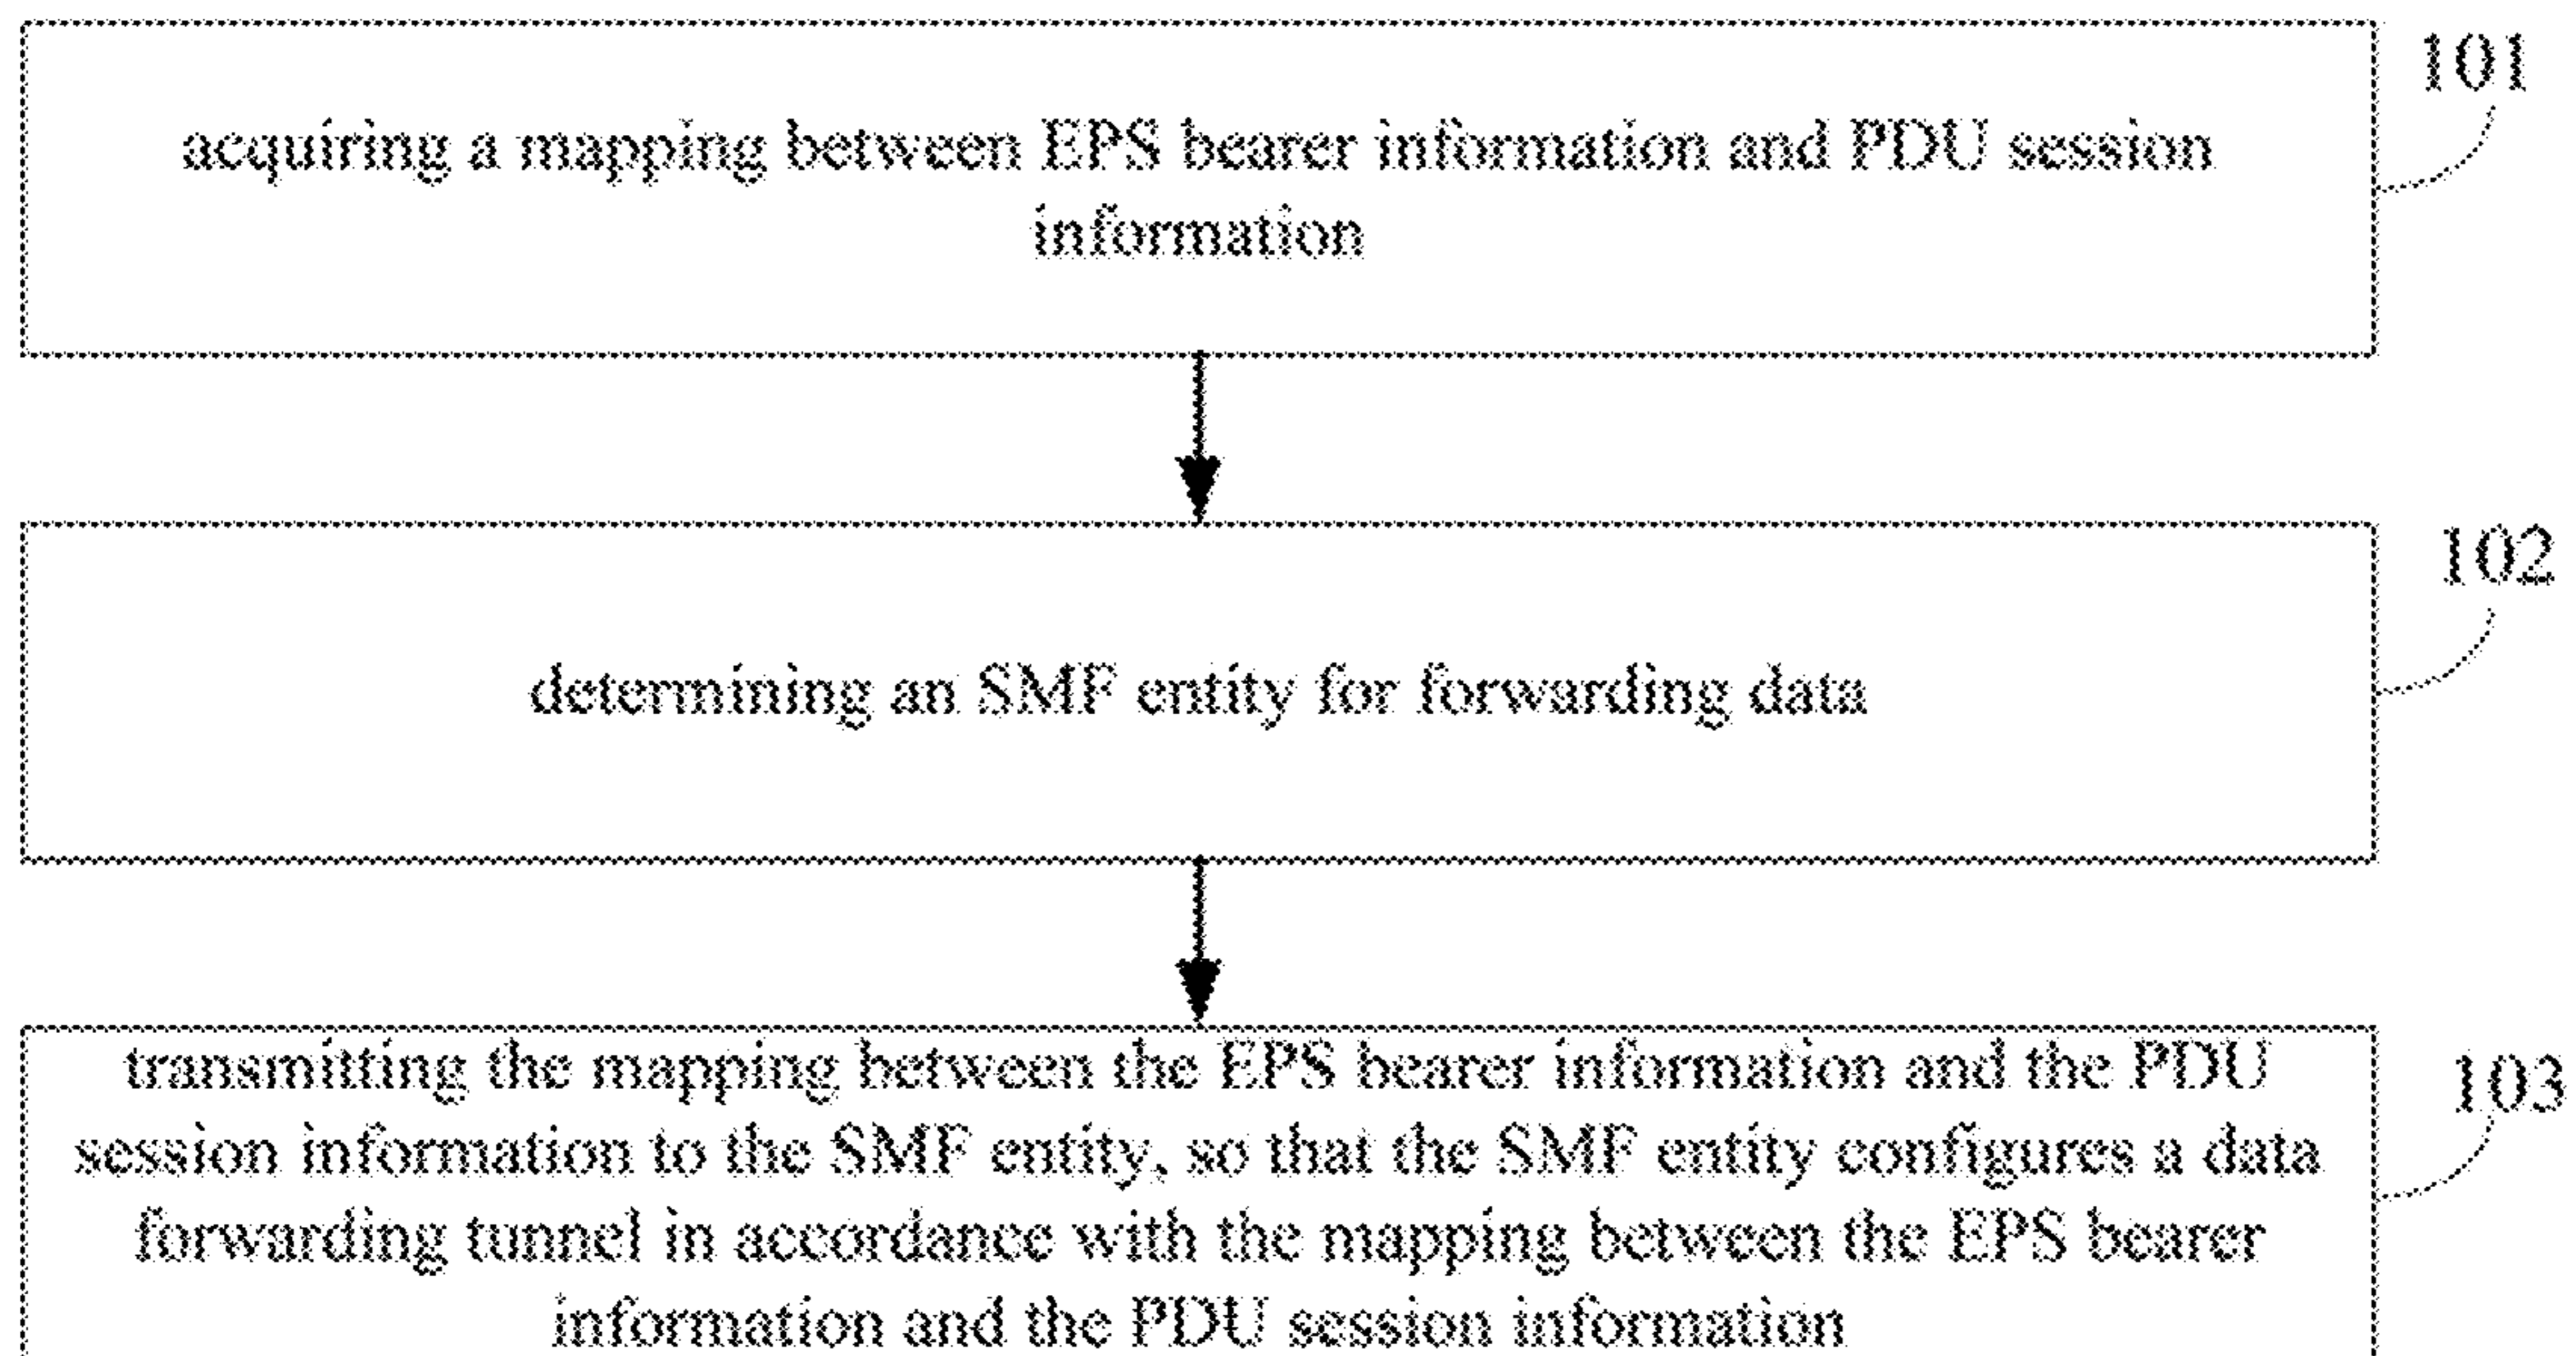 101
acquiring a mapping between EPS bearer information and PDU session
information
102
determining an SMF entity for forwarding data
103
transmitting the mapping between the EPS bearer information and the PDU
session information to the SMF entity, so that the SMF entity configures a data
forwarding tunnel in accordance with the mapping between the EPS bearer
information and the PDU session information